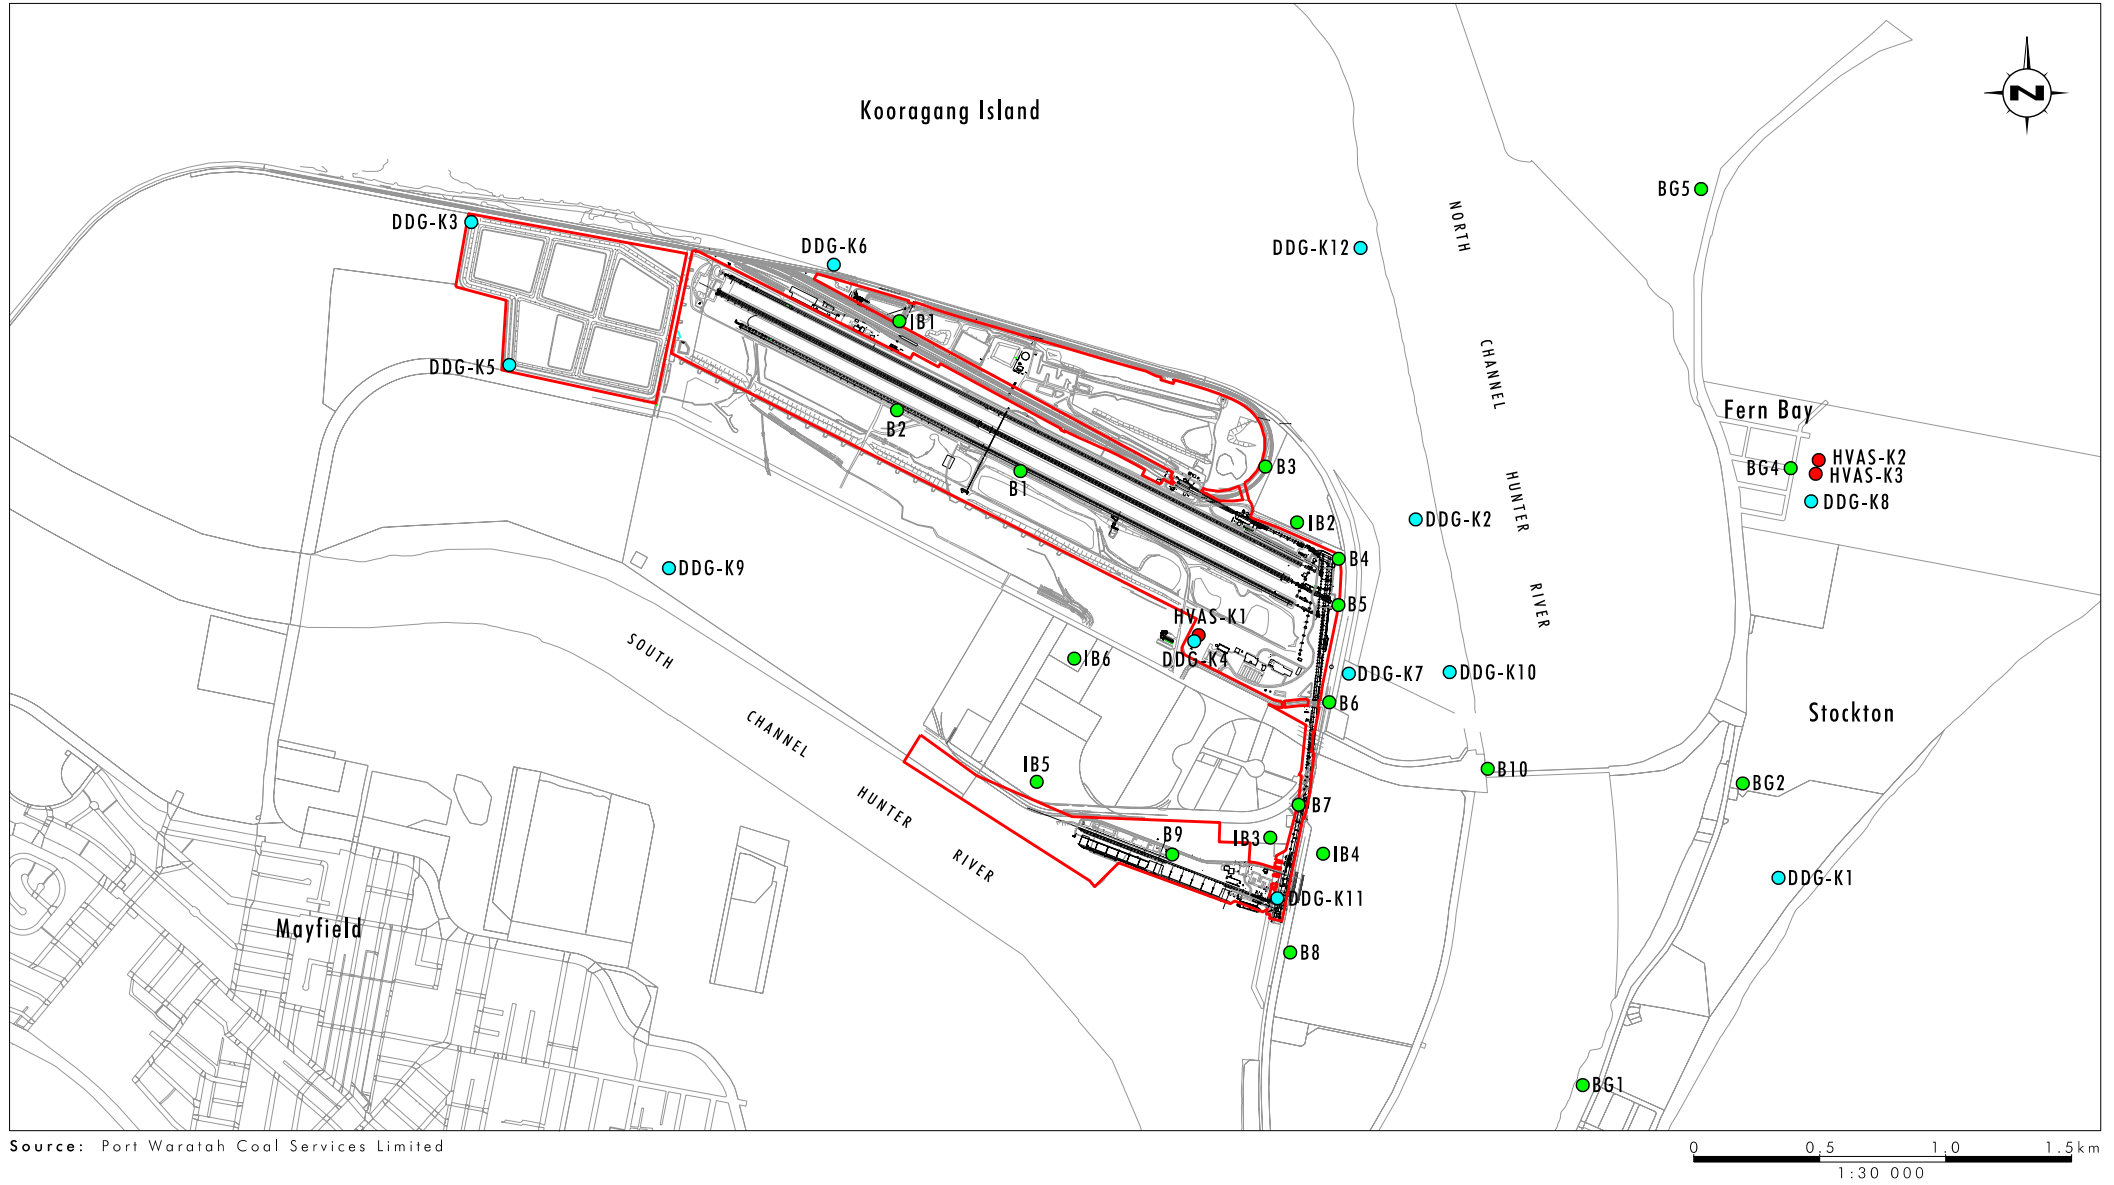 Kooragang Island
N
BG5
DDG-K3
DDG-K6
DDG-K12
NORTH
CHANNEL
HUNTER
RIVER
IB1
DDG-K5
B2
B1
B3
Fern Bay
BG4
HVAS-K2
HVAS-K3
DDG-K8
IB2
DDG-K2
B4
DDG-K9
B5
HVAS-K1
DDG-K4
IB6
DDG-K7
DDG-K10
B6
Stockton
SOUTH
CHANNEL
HUNTER
RIVER
IB5
B10
BG2
B7
B9
IB3
IB4
DDG-K1
DDG-K11
Mayfield
B8
BG1
Source: Port Waratah Coal Services Limited
0 0.5 1.0 1.5km
1:30 000